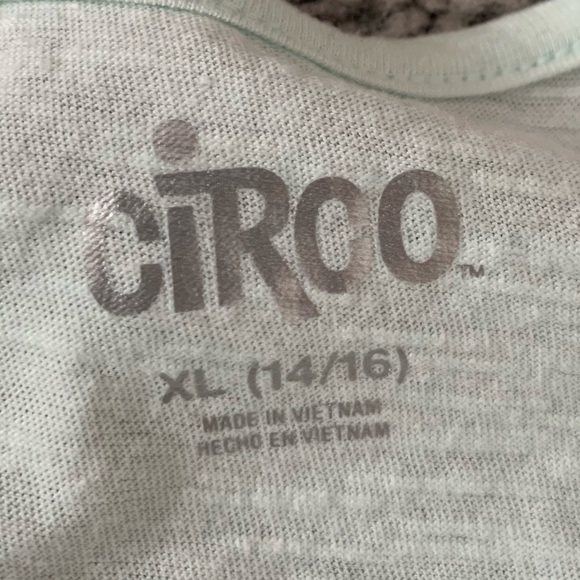 CiROO™
XL (14/16)
MADE IN VIETNAM
HECHO EN VIETNAM